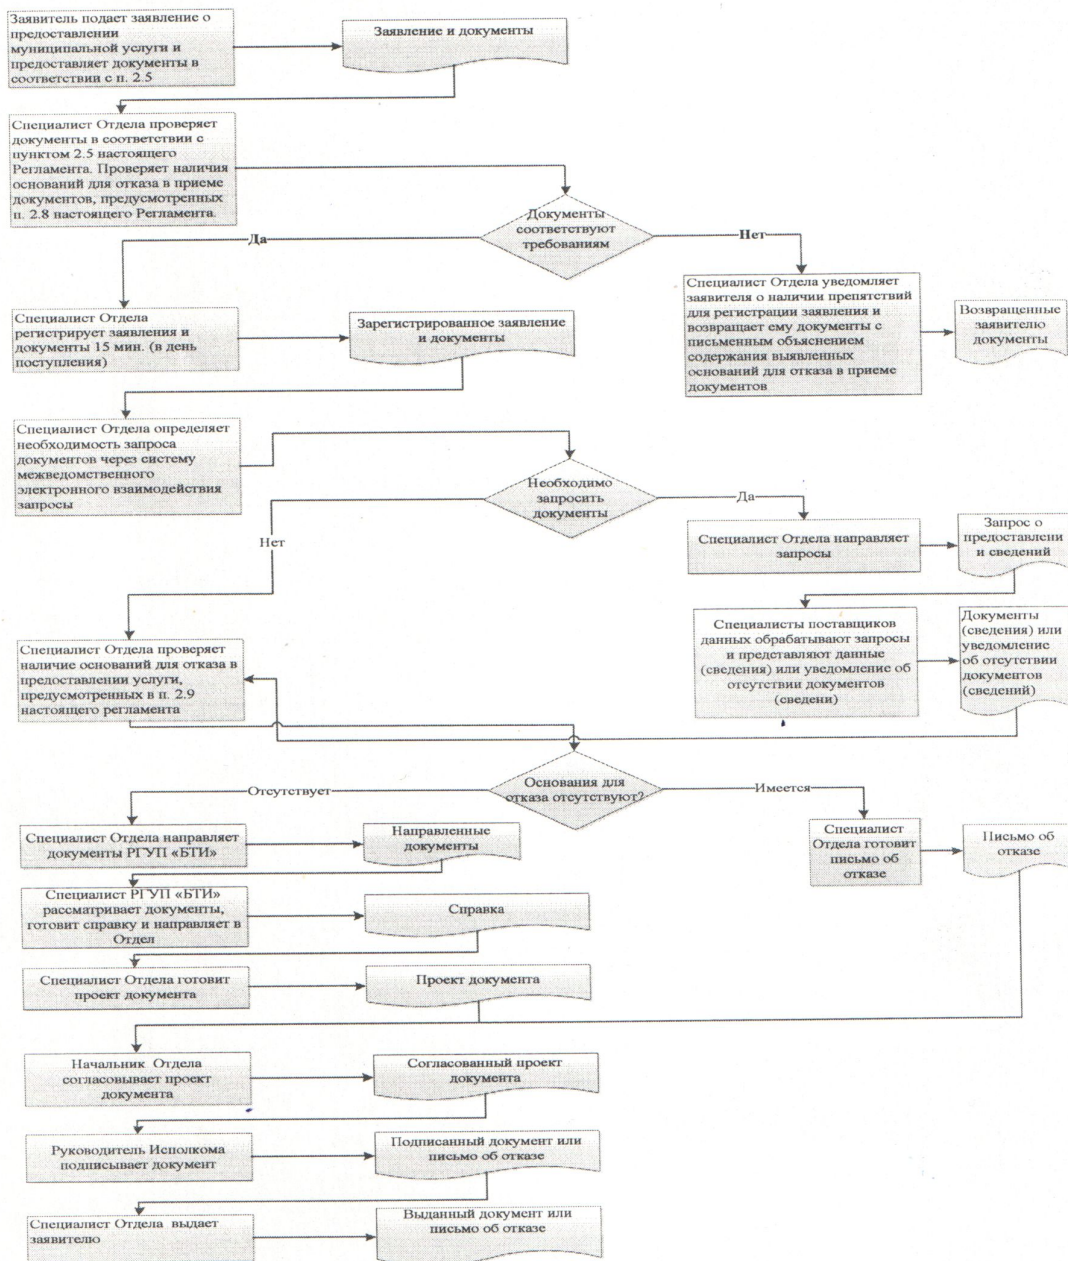 Заявитель подает заявление о
предоставлении
муниципальной услуги и
предоставляет документы в
соответствии с п. 2.5
Заявление и документы
Специалист Отдела проверяет
документы в соответствии с
пунктом 2.5 настоящего
Регламента. Проверяет наличия
оснований для отказа в приеме
документов, предусмотренных
п. 2.8 настоящего Регламента.
Документы
соответствуют
требованиям
Да
Нет
Специалист Отдела
регистрирует заявления и
документы 15 мин. (в день
поступления)
Зарегистрированное заявление
и документы
Специалист Отдела уведомляет
заявителя о наличии препятствий
для регистрации заявления и
возвращает ему документы с
письменным объяснением
содержания выявленных
оснований для отказа в приеме
документов
Возвращенные
заявителю
документы
Специалист Отдела определяет
необходимость запроса
документов через систему
межведомственного
электронного взаимодействия
запросы
Необходимо
запросить
документы
Да
Нет
Специалист Отдела направляет
запросы
Запрос о
предоставлени
и сведений
Специалисты поставщиков
данных обрабатывают запросы
и представляют данные
(сведения) или уведомление об
отсутствии документов
(сведени)
Документы
(сведения) или
уведомление
об отсутствии
документов
(сведений)
Специалист Отдела проверяет
наличие оснований для отказа в
предоставлении услуги,
предусмотренных в п. 2.9
настоящего регламента
Основания для
отказа отсутствуют?
Отсутствует
Имеется
Специалист Отдела направляет
документы РГУП «БТИ»
Направленные
документы
Специалист
Отдела готовит
письмо об
отказе
Письмо об
отказе
Специалист РГУП «БТИ»
рассматривает документы,
готовит справку и направляет в
Отдел
Справка
Специалист Отдела готовит
проект документа
Проект документа
Начальник Отдела
согласовывает проект
документа
Согласованный проект
документа
Руководитель Исполкома
подписывает документ
Подписанный документ или
письмо об отказе
Специалист Отдела выдает
заявителю
Выданный документ или
письмо об отказе